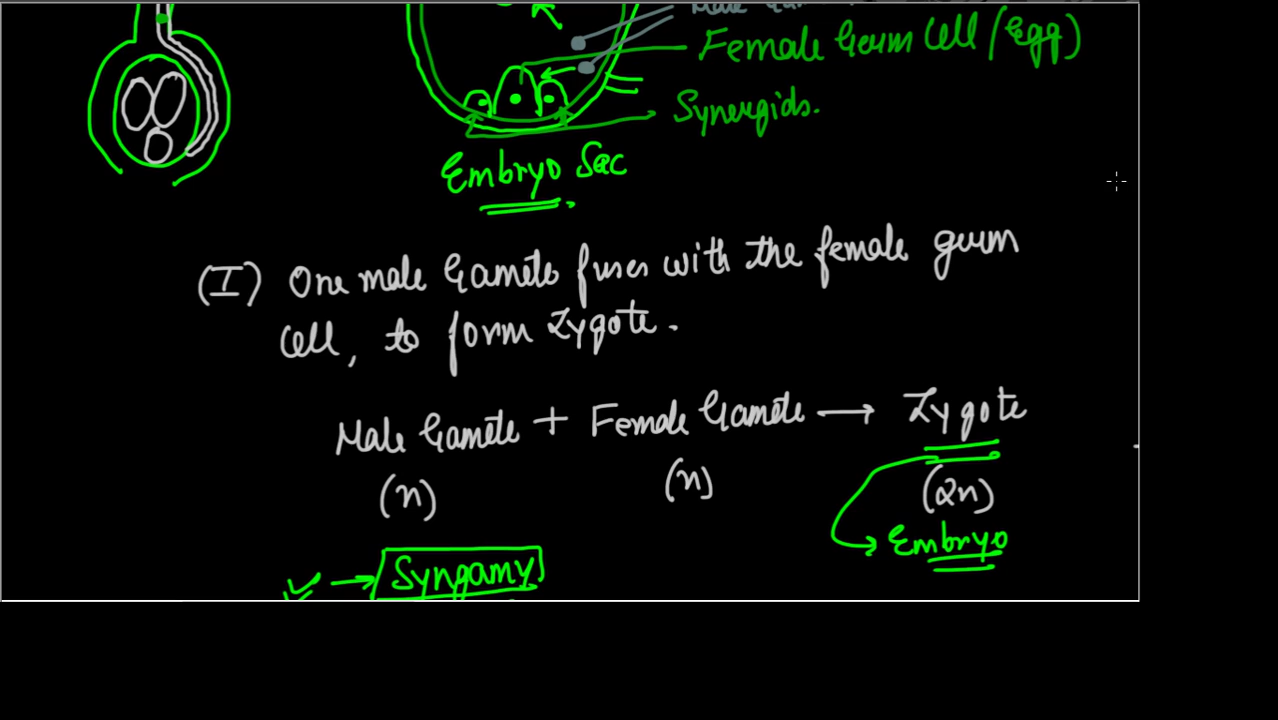 Male
Female Germ Cell / (Egg)
Synergids.
Embryo Sac
(I) One male Gamete fuses with the female germ
Cell, to form Zygote.
Male Gamete + Female Gamete → Zygote
(n) (n) (2n)
Embryo
Syngamy